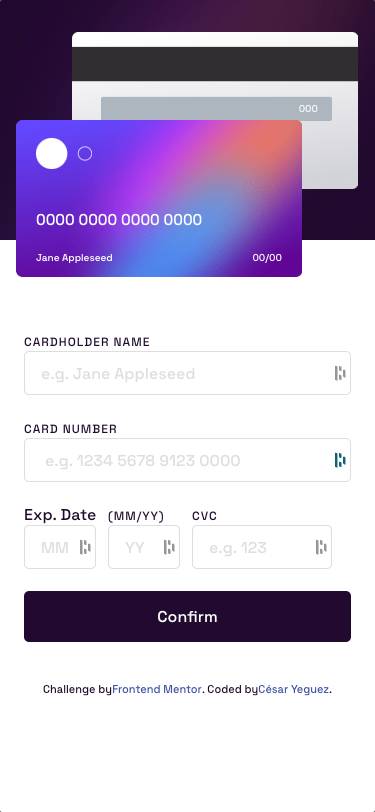 000
0000 0000 0000 0000
Jane Appleseed 00/00
CARDHOLDER NAME
e.g. Jane Appleseed
CARD NUMBER
e.g. 1234 5678 9123 0000
Exp. Date (MM/YY) CVC
MM YY e.g. 123
Confirm
Challenge byFrontend Mentor. Coded byCésar Yeguez.